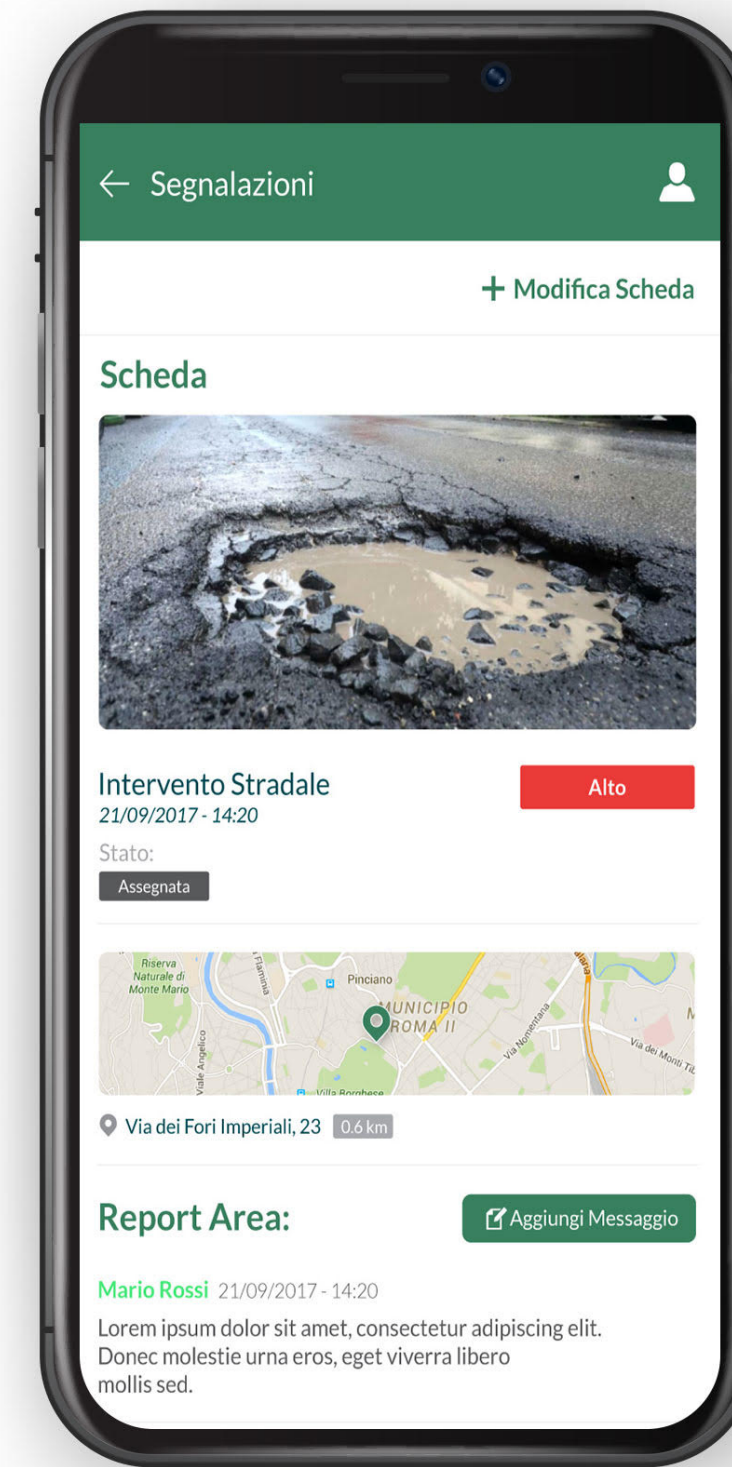 Segnalazioni
+ Modifica Scheda
Scheda
Intervento Stradale
Alto
21/09/2017 - 14:20
Stato:
Assegnata
Riserva
Naturale di
Monte Mario
Flaminia
Pinciano
MUNICIPIO
ROMA II
Viale Angelico
Via Nomentana
Via dei Monti Tib
Villa Borghese
Via dei Fori Imperiali, 23 0.6 km
Report Area:
Aggiungi Messaggio
Mario Rossi 21/09/2017 - 14:20
Lorem ipsum dolor sit amet, consectetur adipiscing elit.
Donec molestie urna eros, eget viverra libero
mollis sed.